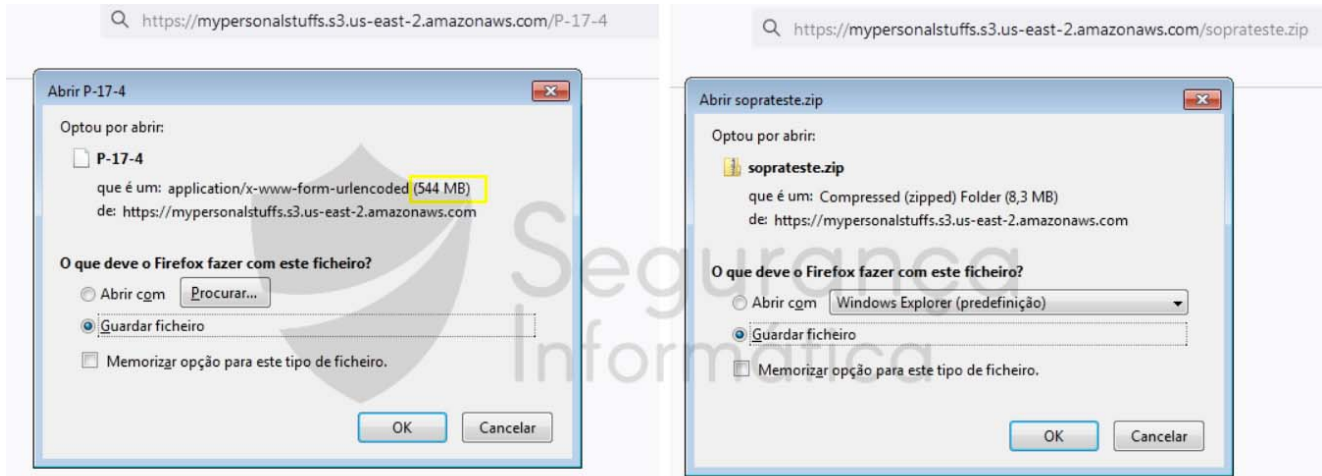 https://mypersonalstuffs.s3.us-east-2.amazonaws.com/P-17-4
Abrir P-17-4
Optou por abrir:
P-17-4
que é um: application/x-www-form-urlencoded (544 MB)
de: https://mypersonalstuffs.s3.us-east-2.amazonaws.com
O que deve o Firefox fazer com este ficheiro?
Abrir com Procurar...
Guardar ficheiro
Memorizar opção para este tipo de ficheiro.
OK Cancelar
https://mypersonalstuffs.s3.us-east-2.amazonaws.com/soprateste.zip
Abrir soprateste.zip
Optou por abrir:
soprateste.zip
que é um: Compressed (zipped) Folder (8,3 MB)
de: https://mypersonalstuffs.s3.us-east-2.amazonaws.com
O que deve o Firefox fazer com este ficheiro?
Abrir com Windows Explorer (predefinição)
Guardar ficheiro
Memorizar opção para este tipo de ficheiro.
OK Cancelar
Segurança
Informática